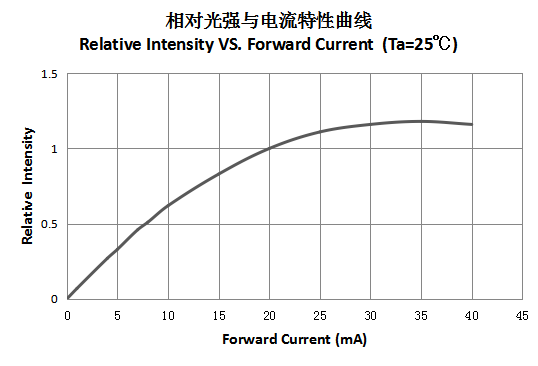 相对光强与电流特性曲线
Relative Intensity VS. Forward Current (Ta=25℃)
1.5
1
0.5
0
Relative Intensity
0 5 10 15 20 25 30 35 40 45
Forward Current (mA)